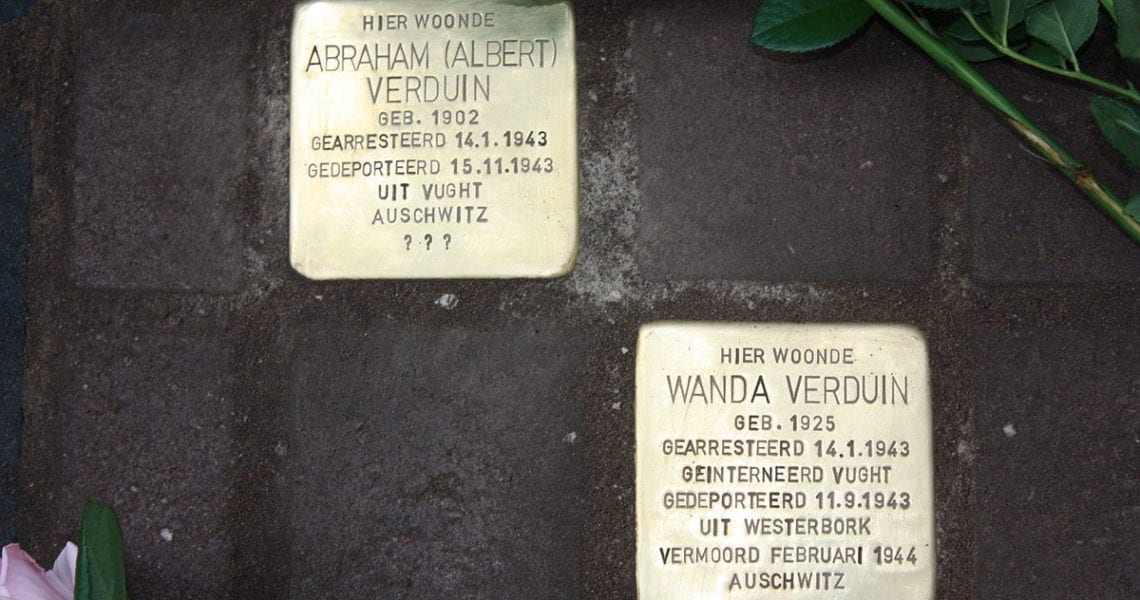 HIER WOONDE
ABRAHAM (ALBERT)
VERDUIN
GEB. 1902
GEARRESTEERD 14.1.1943
GEDEPORTEERD 15.11.1943
UIT VUGHT
AUSCHWITZ
? ? ?
HIER WOONDE
WANDA VERDUIN
GEB. 1925
GEARRESTEERD 14.1.1943
GEINTERNEERD VUGHT
GEDEPORTEERD 11.9.1943
UIT WESTERBORK
VERMOORD FEBRUARI 1944
AUSCHWITZ